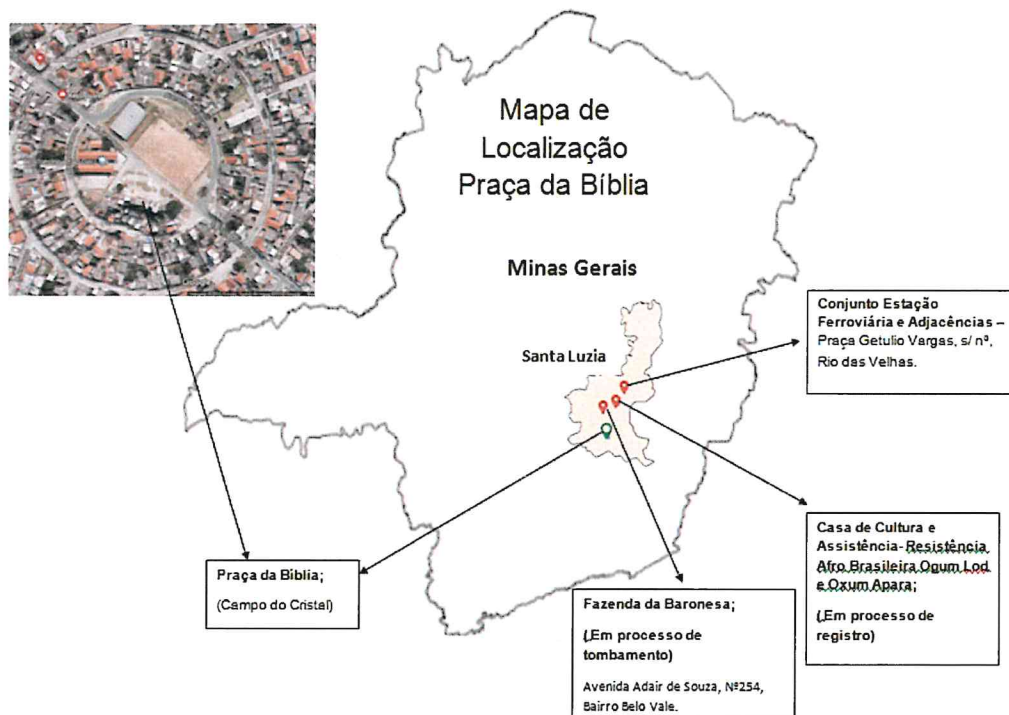 Mapa de
Localização
Praça da Bíblia
Minas Gerais
Santa Luzia
Conjunto Estação
Ferroviária e Adjacências –
Praça Getulio Vargas, s/ nº,
Rio das Velhas.
Casa de Cultura e
Assistência- Resistência
Afro Brasileira Ogum Lod
e Oxum Apara;
(Em processo de
registro)
Praça da Bíblia;
(Campo do Cristal)
Fazenda da Baronesa;
(Em processo de
tombamento)
Avenida Adair de Souza, Nº254,
Bairro Belo Vale.